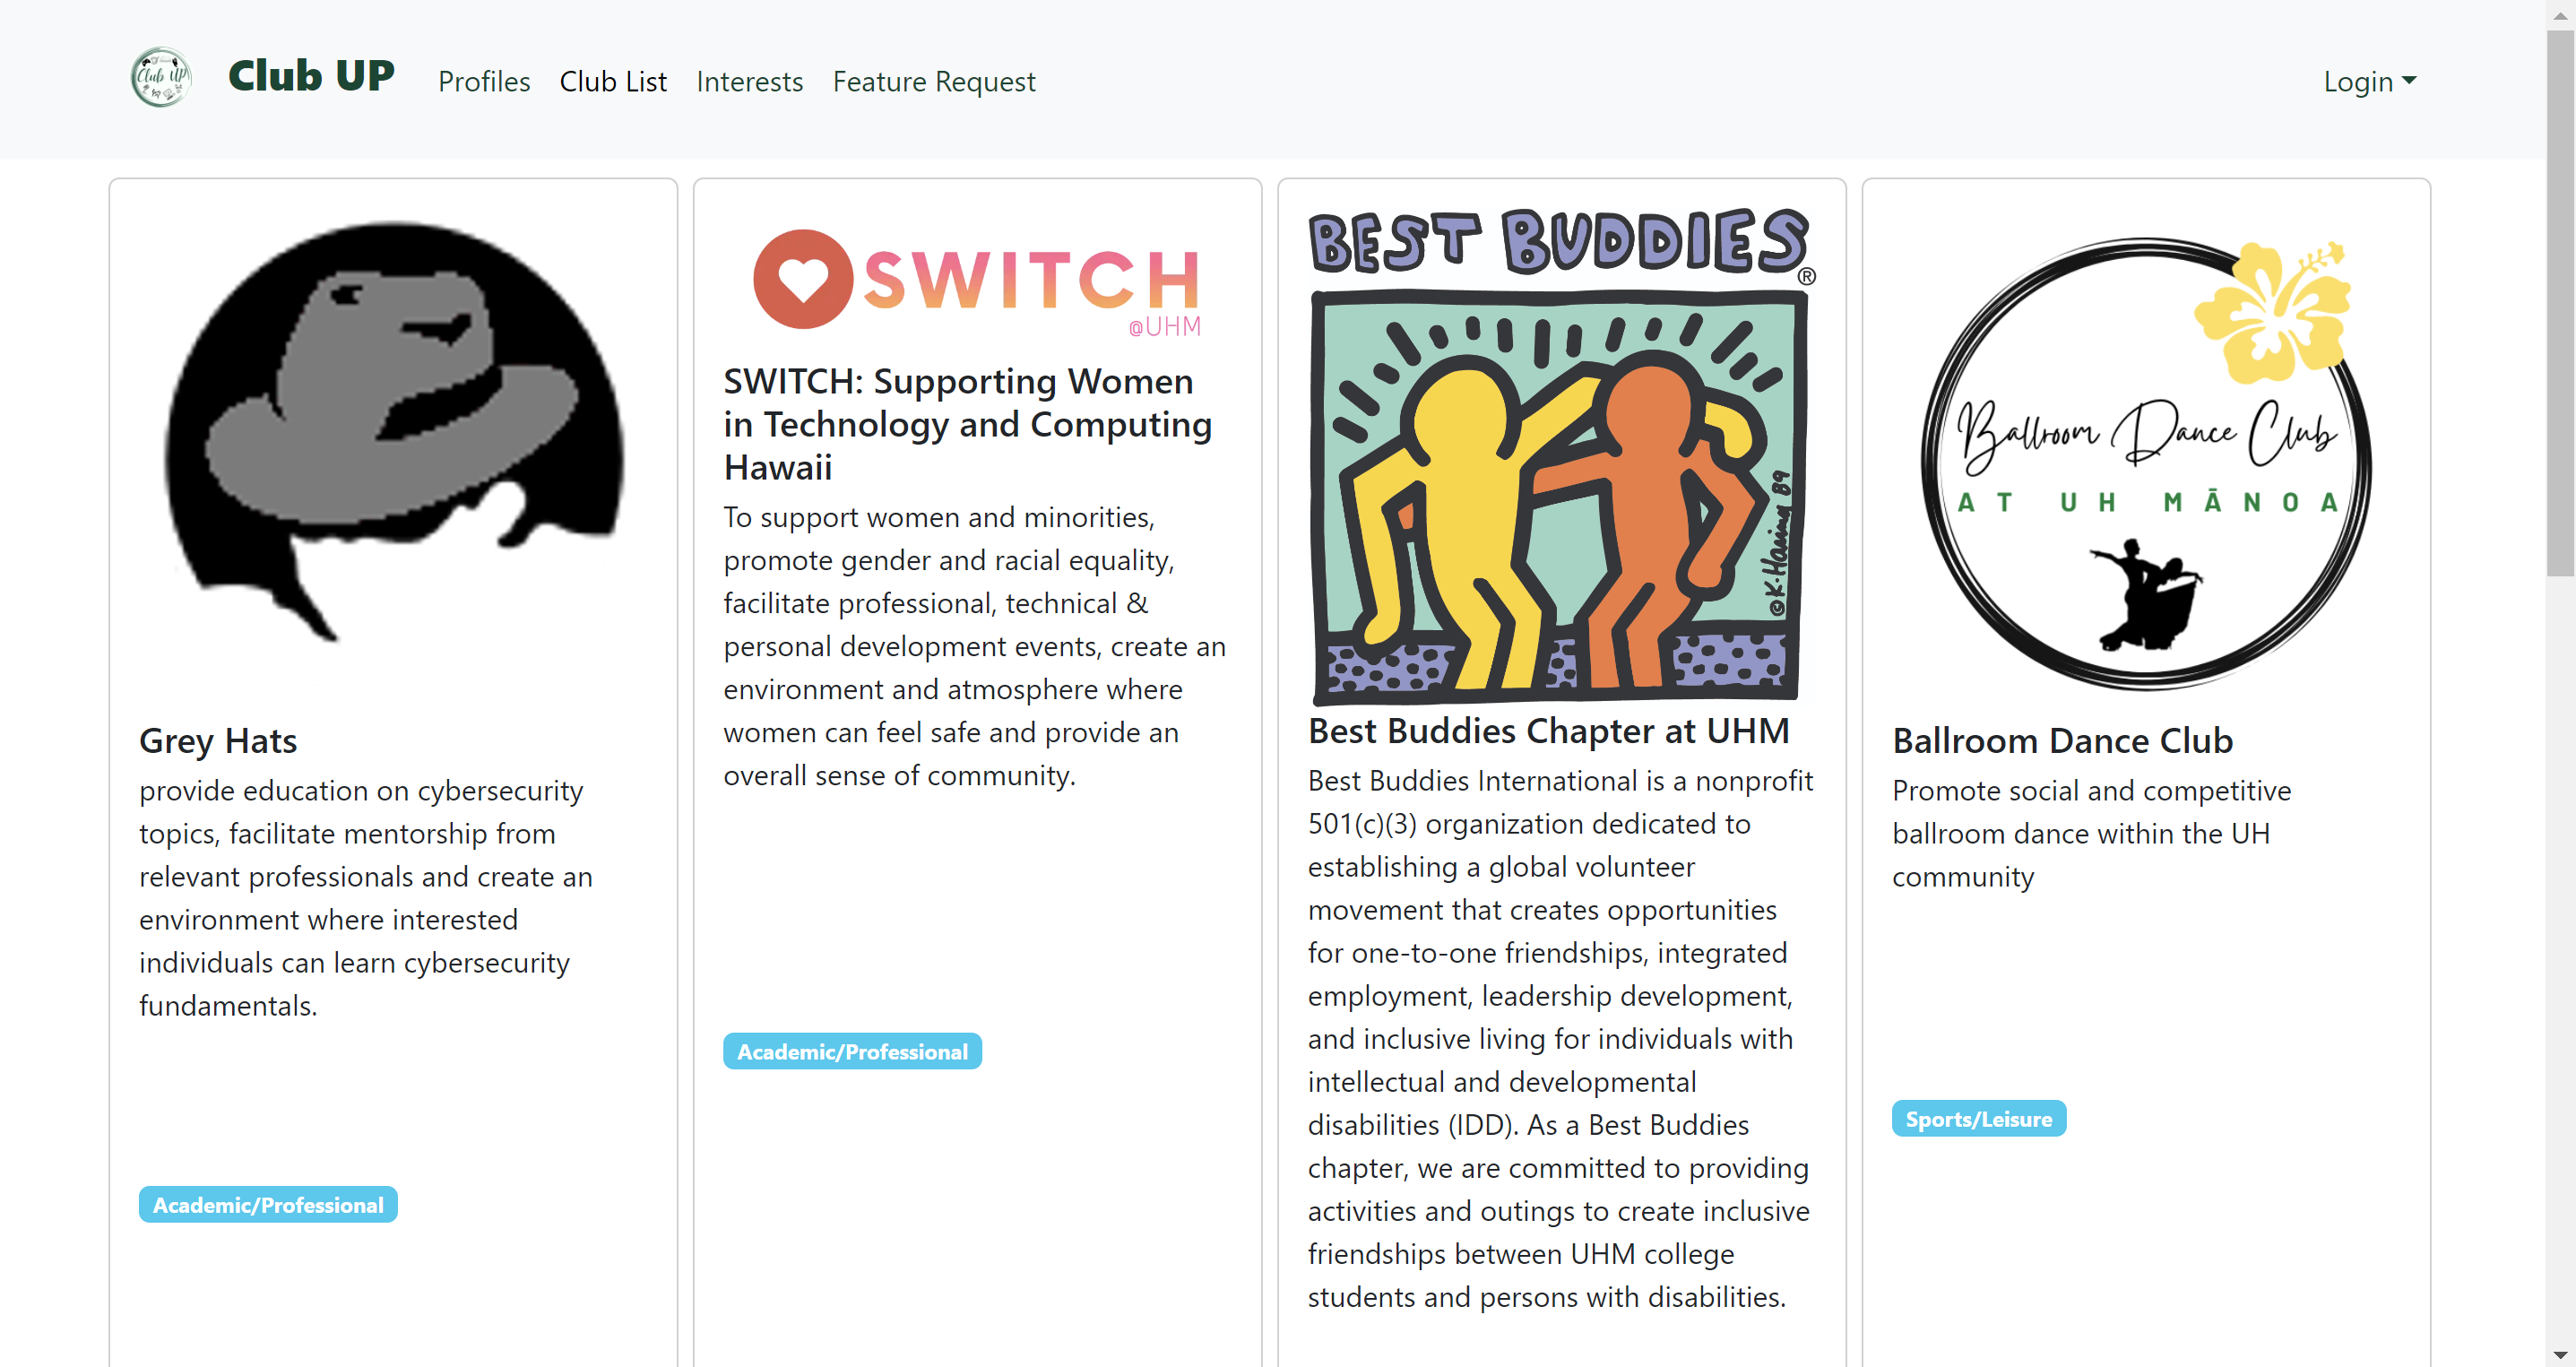 Club UP
Club UP
Profiles
Club List
Interests
Feature Request
Login
Grey Hats
provide education on cybersecurity
topics, facilitate mentorship from
relevant professionals and create an
environment where interested
individuals can learn cybersecurity
fundamentals.
Academic/Professional
SWITCH
@UHM
SWITCH: Supporting Women
in Technology and Computing
Hawaii
To support women and minorities,
promote gender and racial equality,
facilitate professional, technical &
personal development events, create an
environment and atmosphere where
women can feel safe and provide an
overall sense of community.
Academic/Professional
BEST BUDDIES
®
©K·Haring 89
Best Buddies Chapter at UHM
Best Buddies International is a nonprofit
501(c)(3) organization dedicated to
establishing a global volunteer
movement that creates opportunities
for one-to-one friendships, integrated
employment, leadership development,
and inclusive living for individuals with
intellectual and developmental
disabilities (IDD). As a Best Buddies
chapter, we are committed to providing
activities and outings to create inclusive
friendships between UHM college
students and persons with disabilities.
Ballroom Dance Club
AT UH MĀNOA
Ballroom Dance Club
Promote social and competitive
ballroom dance within the UH
community
Sports/Leisure